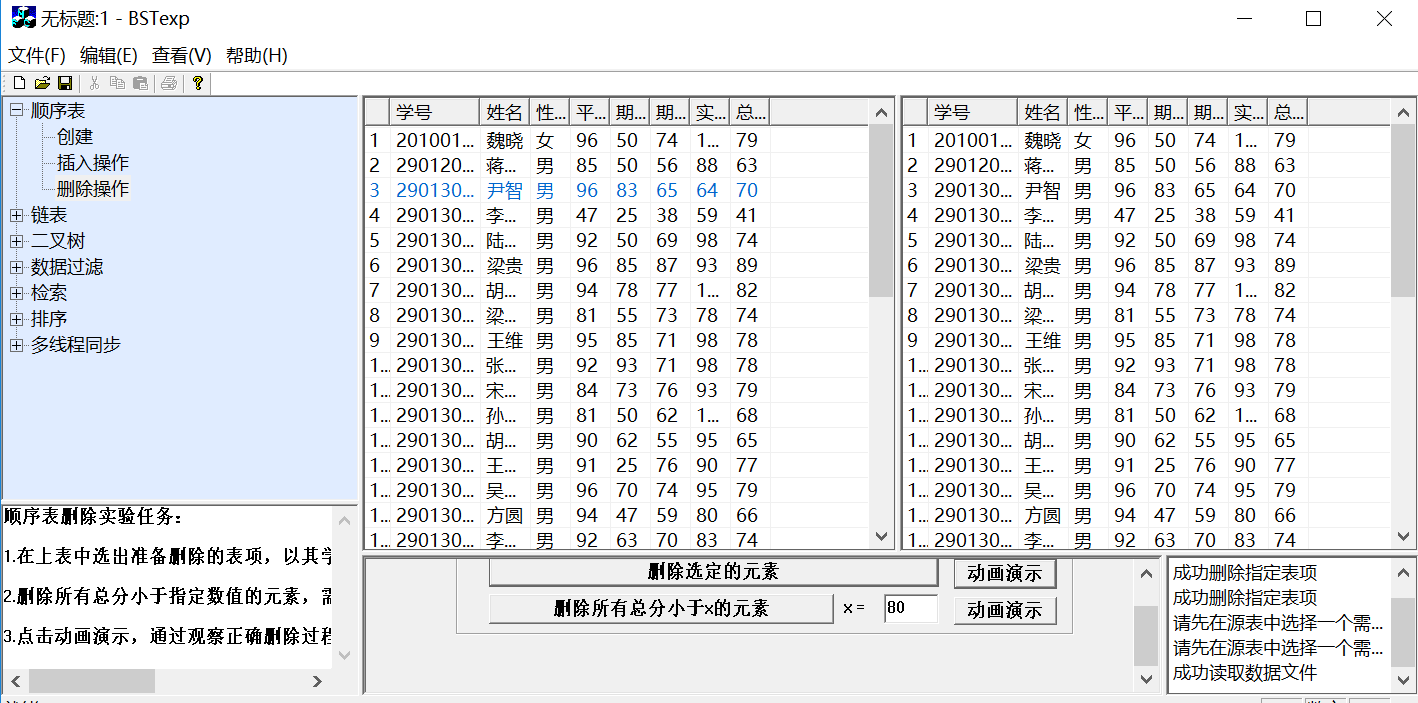 无标题:1 - BSTexp
文件(F) 编辑(E) 查看(V) 帮助(H)
顺序表
创建
插入操作
删除操作
链表
二叉树
数据过滤
检索
排序
多线程同步
顺序表删除实验任务：
1.在上表中选出准备删除的表项，以其学
2.删除所有总分小于指定数值的元素，需
3.点击动画演示，通过观察正确删除过程
学号 姓名 性... 平... 期... 期... 实... 总...
1 201001... 魏晓 女 96 50 74 1... 79
2 290120... 蒋... 男 85 50 56 88 63
3 290130... 尹智 男 96 83 65 64 70
4 290130... 李... 男 47 25 38 59 41
5 290130... 陆... 男 92 50 69 98 74
6 290130... 梁贵 男 96 85 87 93 89
7 290130... 胡... 男 94 78 77 1... 82
8 290130... 梁... 男 81 55 73 78 74
9 290130... 王维 男 95 85 71 98 78
1... 290130... 张... 男 92 93 71 98 78
1... 290130... 宋... 男 84 73 76 93 79
1... 290130... 孙... 男 81 50 62 1... 68
1... 290130... 胡... 男 90 62 55 95 65
1... 290130... 王... 男 91 25 76 90 77
1... 290130... 吴... 男 96 70 74 95 79
1... 290130... 方圆 男 94 47 59 80 66
1... 290130... 李... 男 92 63 70 83 74
学号 姓名 性... 平... 期... 期... 实... 总...
1 201001... 魏晓 女 96 50 74 1... 79
2 290120... 蒋... 男 85 50 56 88 63
3 290130... 尹智 男 96 83 65 64 70
4 290130... 李... 男 47 25 38 59 41
5 290130... 陆... 男 92 50 69 98 74
6 290130... 梁贵 男 96 85 87 93 89
7 290130... 胡... 男 94 78 77 1... 82
8 290130... 梁... 男 81 55 73 78 74
9 290130... 王维 男 95 85 71 98 78
1... 290130... 张... 男 92 93 71 98 78
1... 290130... 宋... 男 84 73 76 93 79
1... 290130... 孙... 男 81 50 62 1... 68
1... 290130... 胡... 男 90 62 55 95 65
1... 290130... 王... 男 91 25 76 90 77
1... 290130... 吴... 男 96 70 74 95 79
1... 290130... 方圆 男 94 47 59 80 66
1... 290130... 李... 男 92 63 70 83 74
删除选定的元素 动画演示
删除所有总分小于x的元素 x = 80 动画演示
成功删除指定表项
成功删除指定表项
请先在源表中选择一个需...
请先在源表中选择一个需...
成功读取数据文件